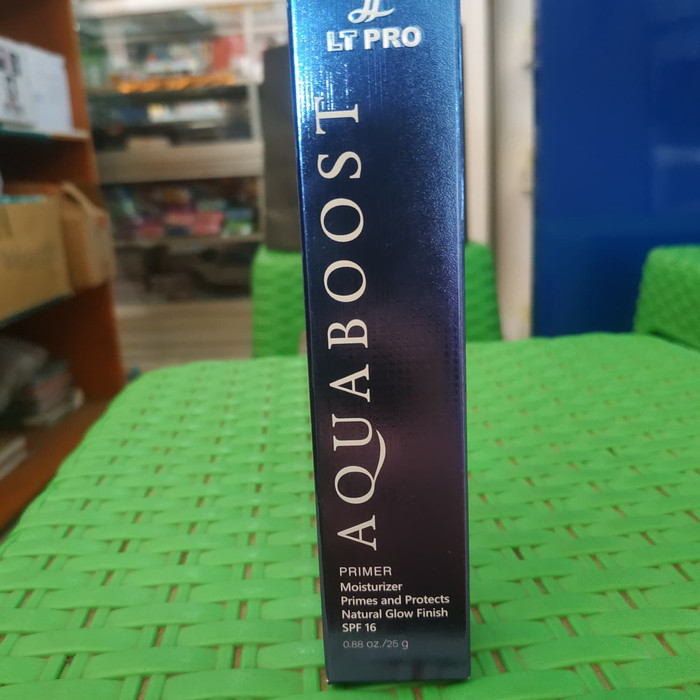 LT PRO
AQUABOOST
PRIMER
Moisturizer
Primes and Protects
Natural Glow Finish
SPF 16
0.88 oz./25 g